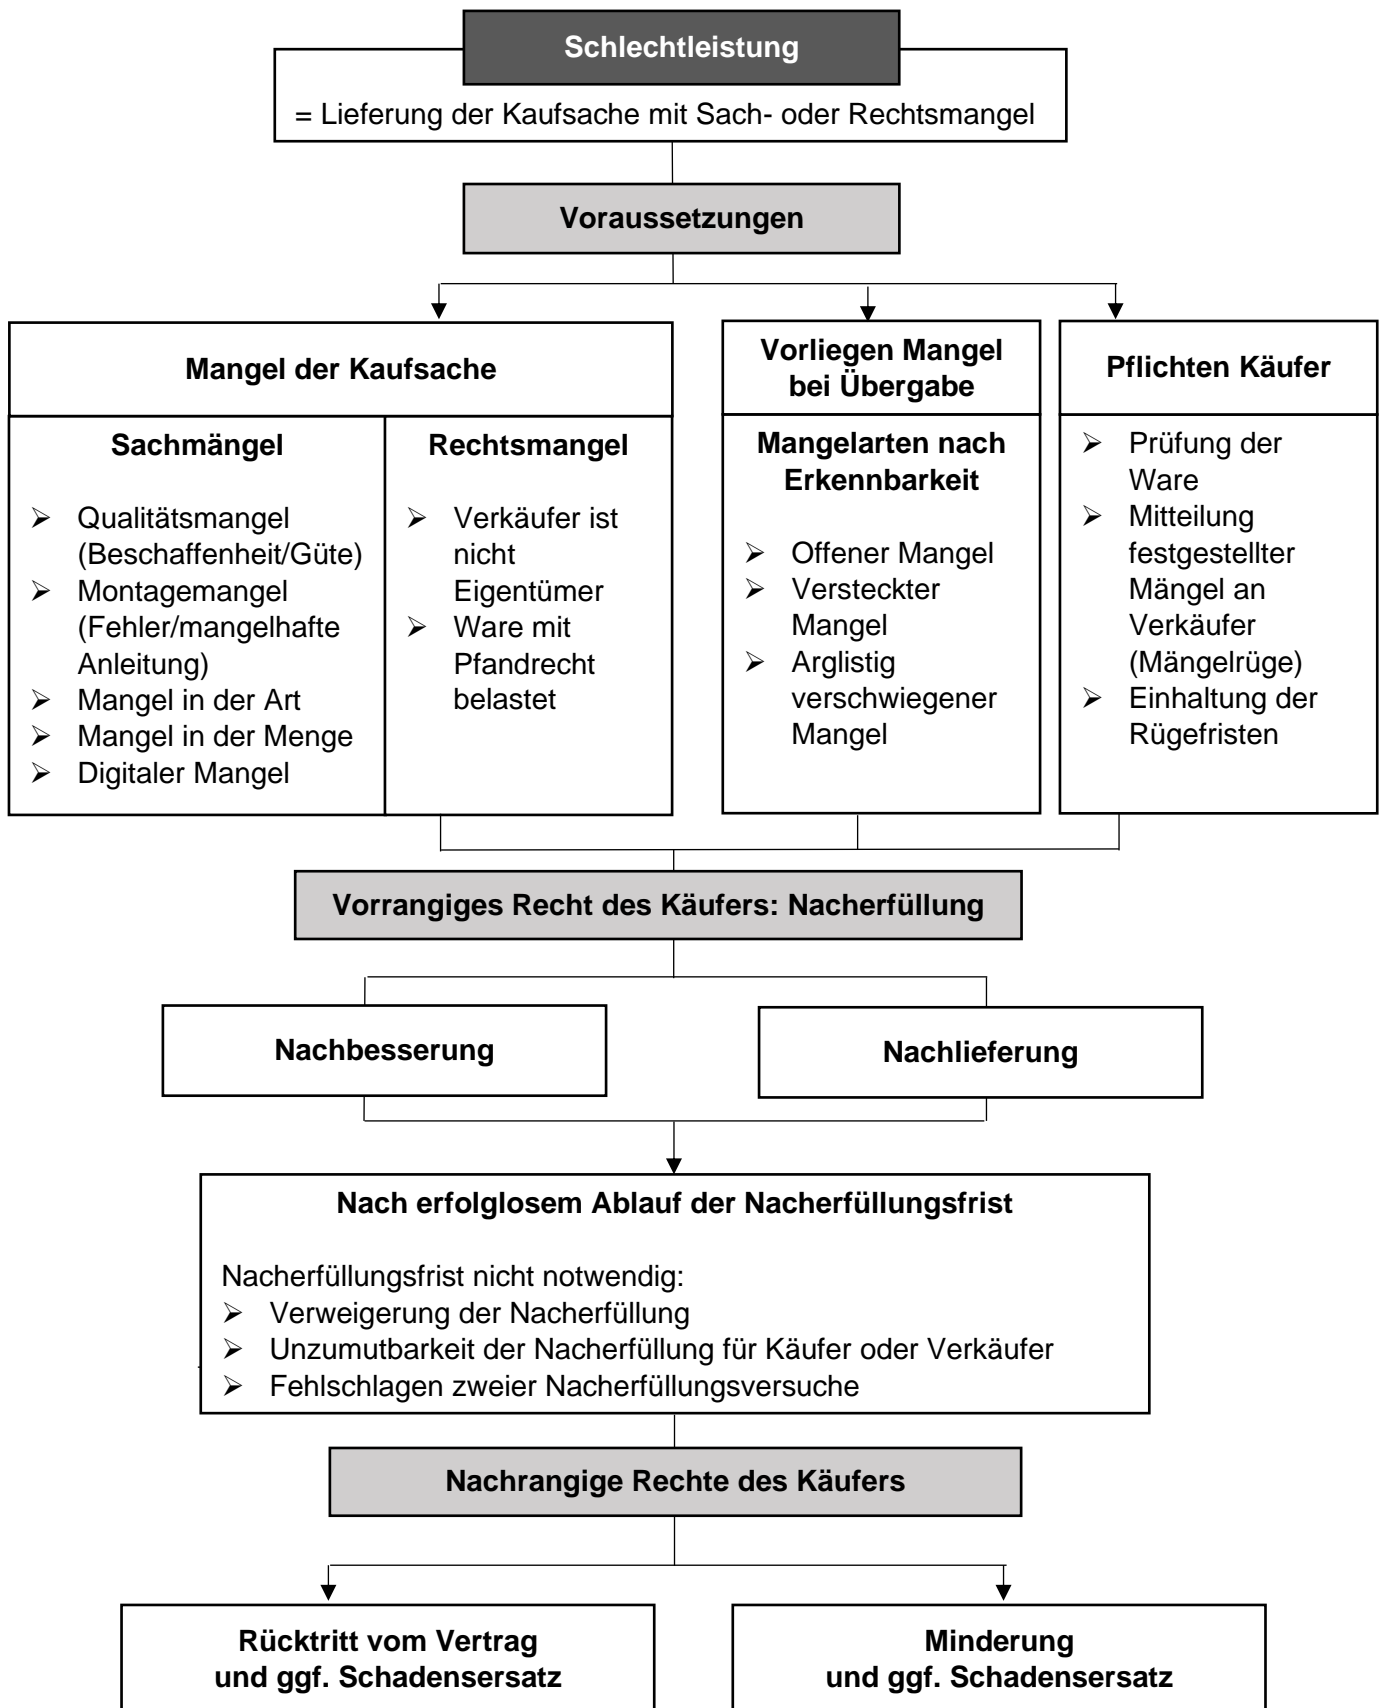 Schlechtleistung
= Lieferung der Kaufsache mit Sach- oder Rechtsmangel
Voraussetzungen
Mangel der Kaufsache
Sachmängel
➢ Qualitätsmangel
(Beschaffenheit/Güte)
➢ Montagemangel
(Fehler/mangelhafte
Anleitung)
➢ Mangel in der Art
➢ Mangel in der Menge
➢ Digitaler Mangel
Rechtsmangel
➢ Verkäufer ist
nicht
Eigentümer
➢ Ware mit
Pfandrecht
belastet
Vorliegen Mangel
bei Übergabe
Mangelarten nach
Erkennbarkeit
➢ Offener Mangel
➢ Versteckter
Mangel
➢ Arglistig
verschwiegener
Mangel
Pflichten Käufer
➢ Prüfung der
Ware
➢ Mitteilung
festgestellter
Mängel an
Verkäufer
(Mängelrüge)
➢ Einhaltung der
Rügefristen
Vorrangiges Recht des Käufers: Nacherfüllung
Nachbesserung
Nachlieferung
Nach erfolglosem Ablauf der Nacherfüllungsfrist
Nacherfüllungsfrist nicht notwendig:
➢ Verweigerung der Nacherfüllung
➢ Unzumutbarkeit der Nacherfüllung für Käufer oder Verkäufer
➢ Fehlschlagen zweier Nacherfüllungsversuche
Nachrangige Rechte des Käufers
Rücktritt vom Vertrag
und ggf. Schadensersatz
Minderung
und ggf. Schadensersatz